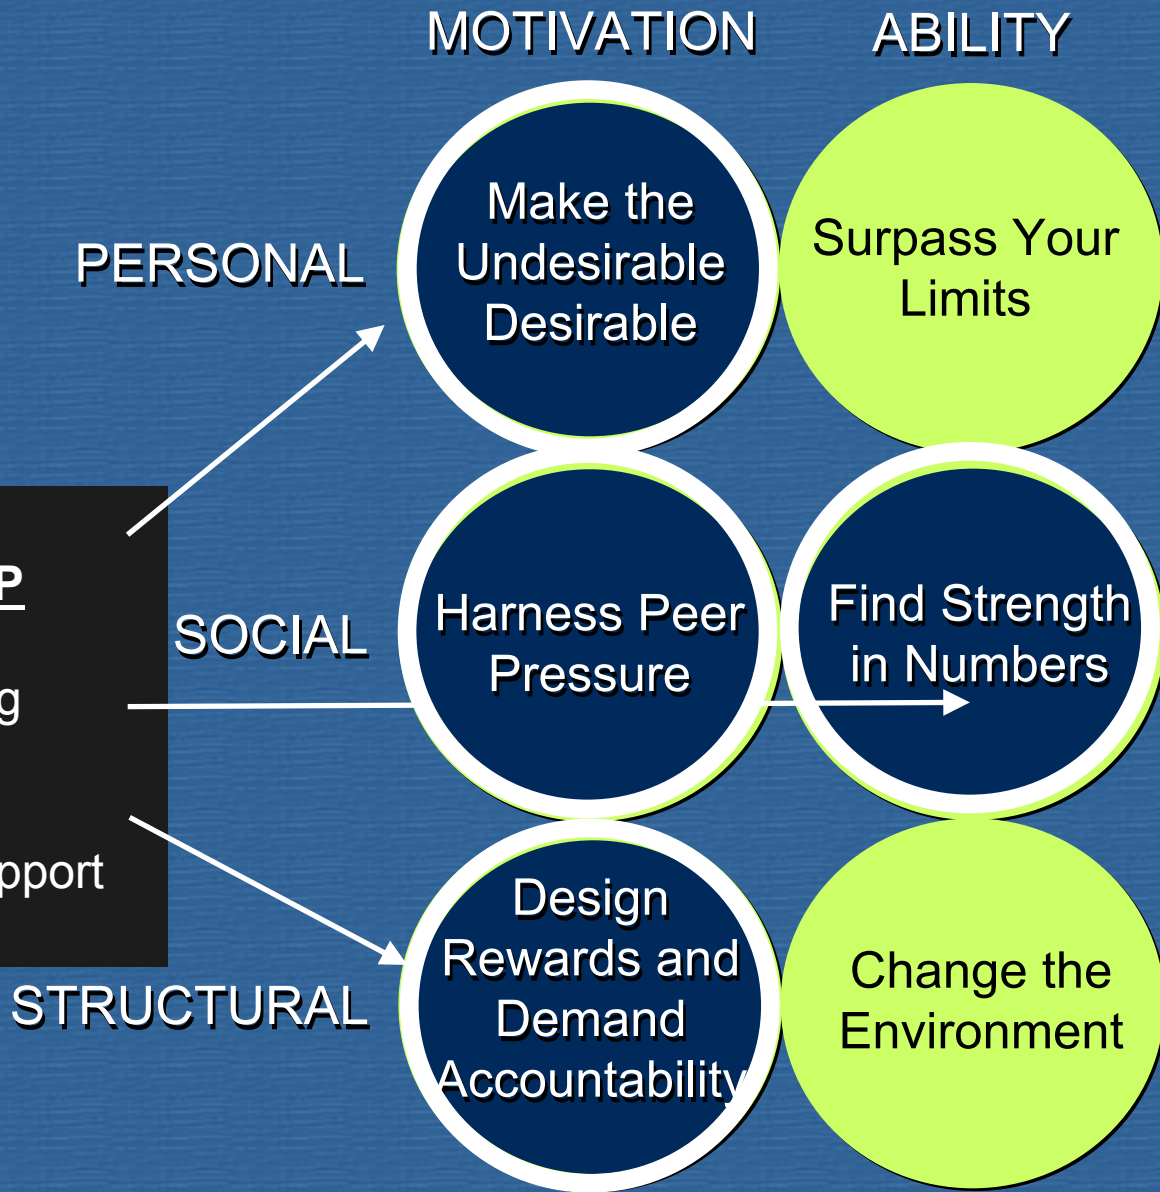 MOTIVATION ABILITY
PERSONAL
Make the
Undesirable
Desirable
Surpass Your
Limits
P
g
pport
SOCIAL
Harness Peer
Pressure
Find Strength
in Numbers
STRUCTURAL
Design
Rewards and
Demand
Accountability
Change the
Environment